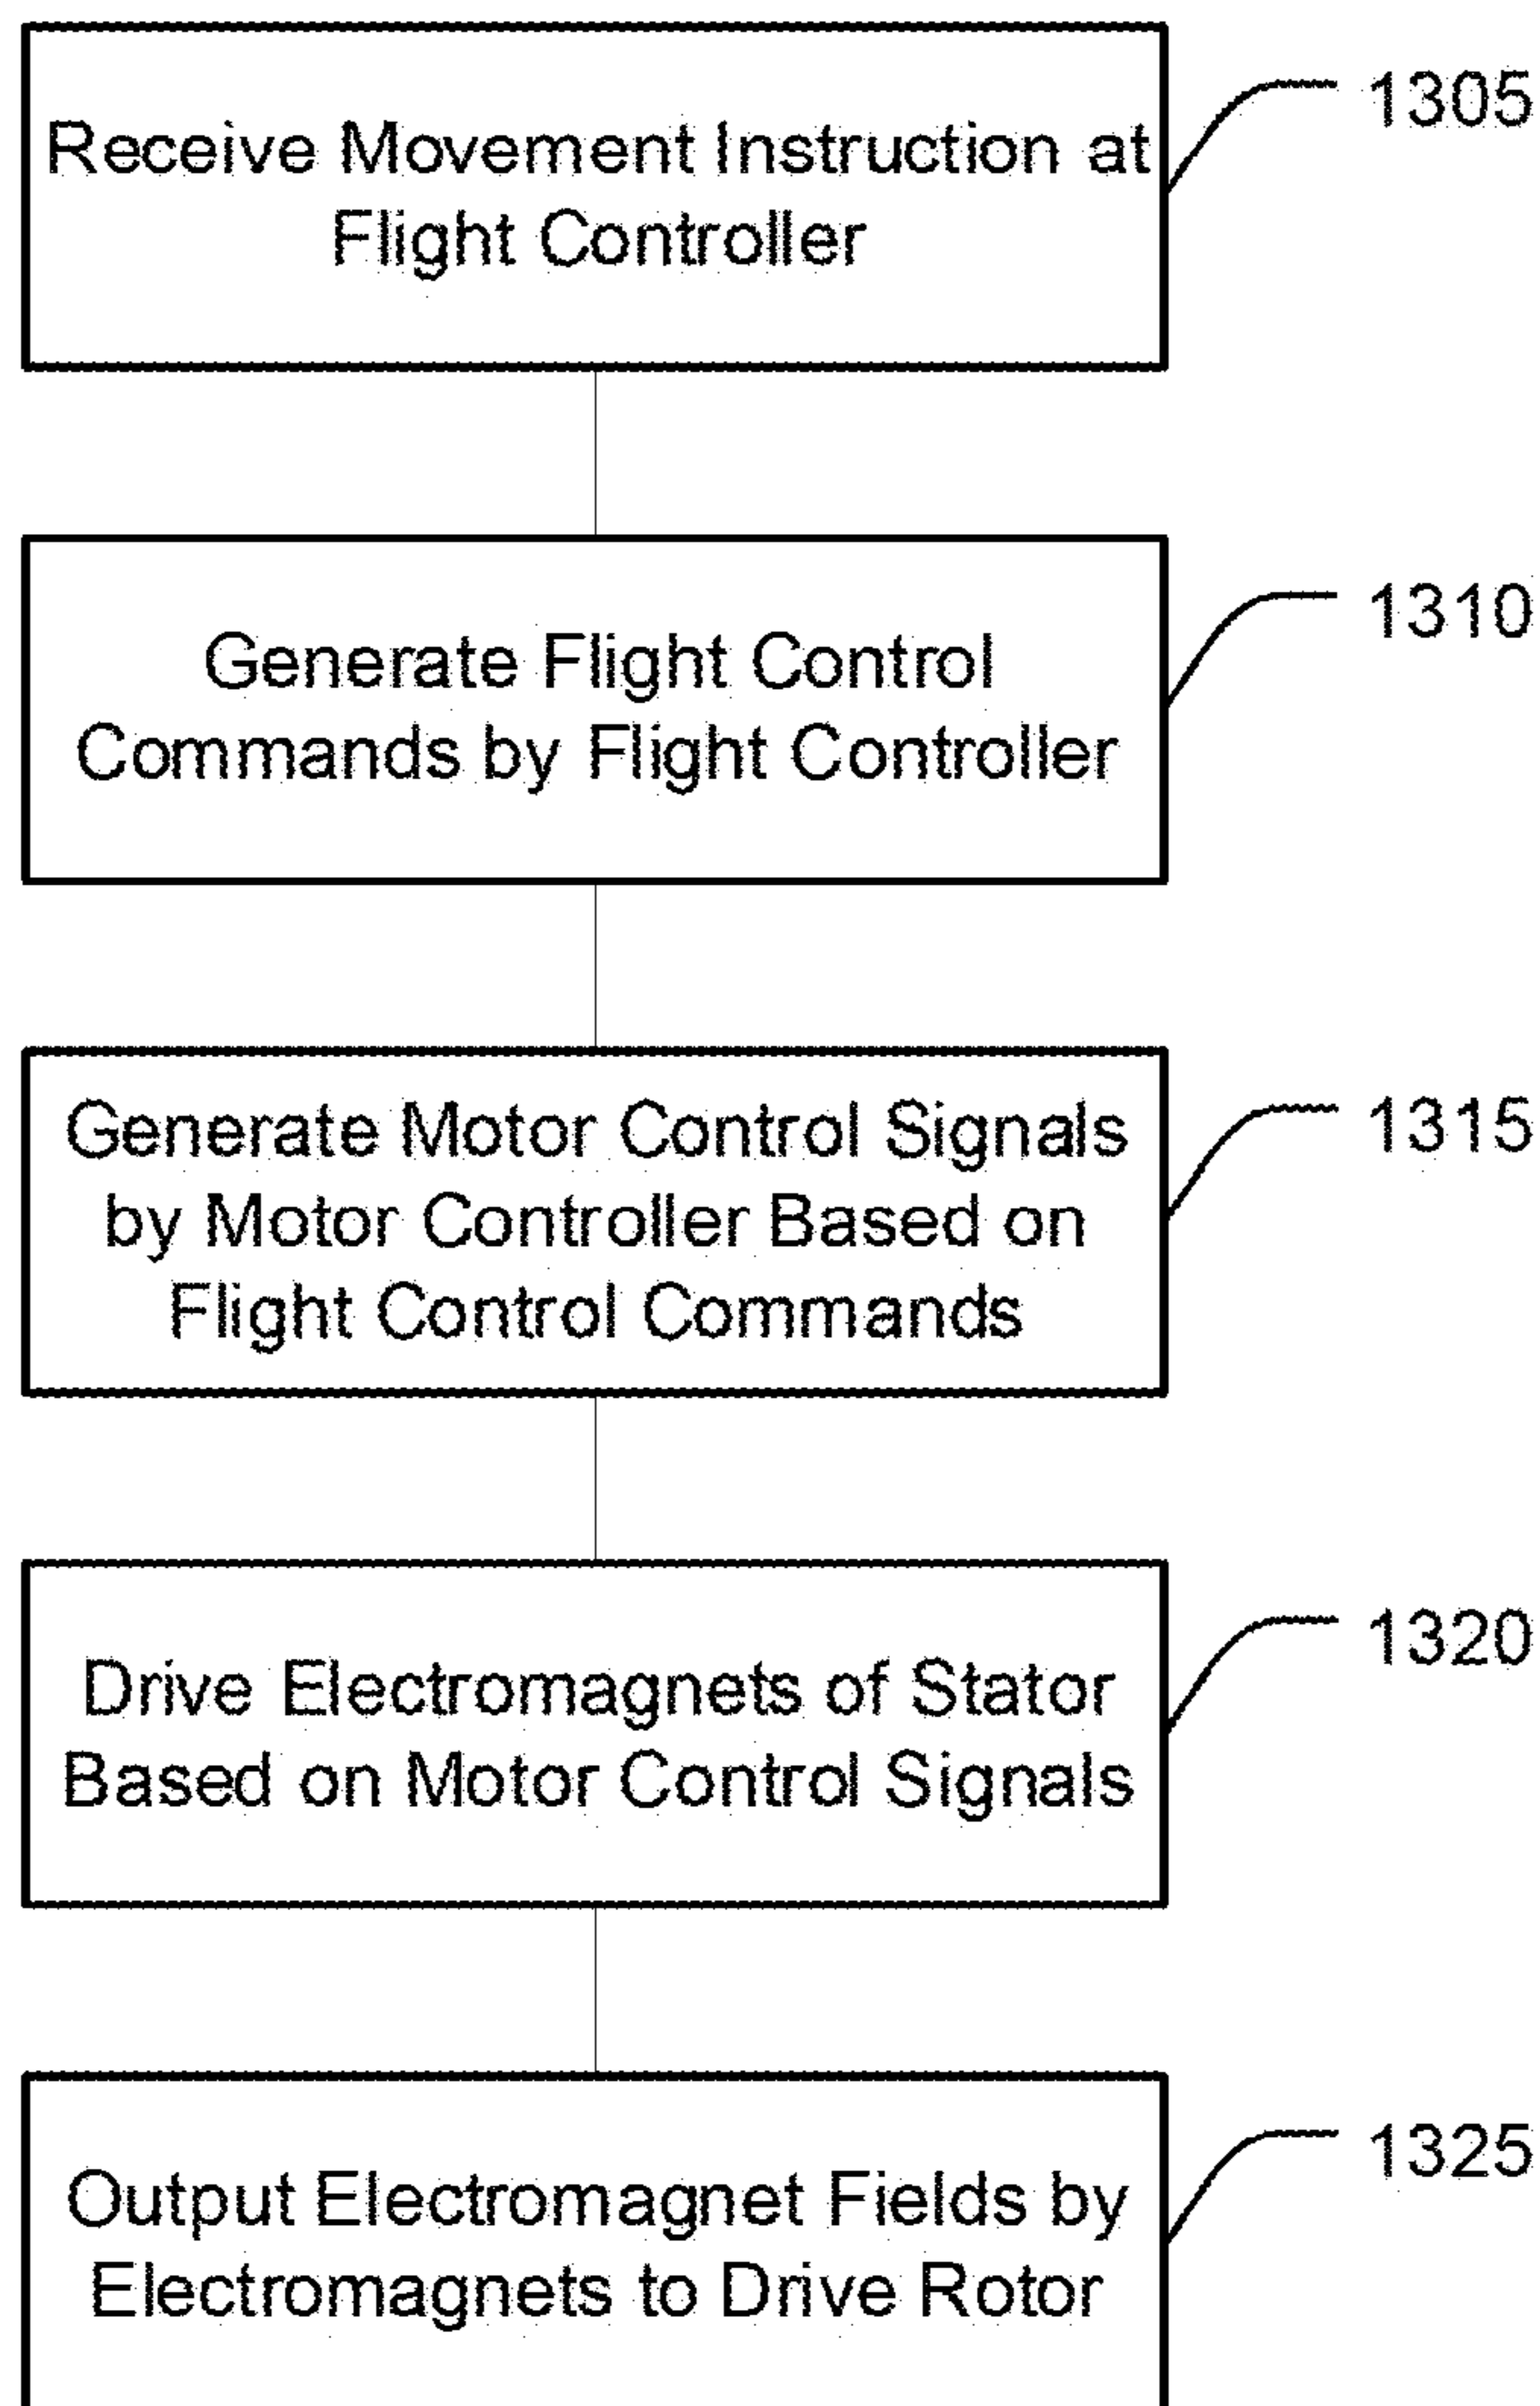 Receive Movement Instruction at
Flight Controller
1305
Generate Flight Control
Commands by Flight Controller
1310
Generate Motor Control Signals
by Motor Controller Based on
Flight Control Commands
1315
Drive Electromagnets of Stator
Based on Motor Control Signals
1320
Output Electromagnet Fields by
Electromagnets to Drive Rotor
1325